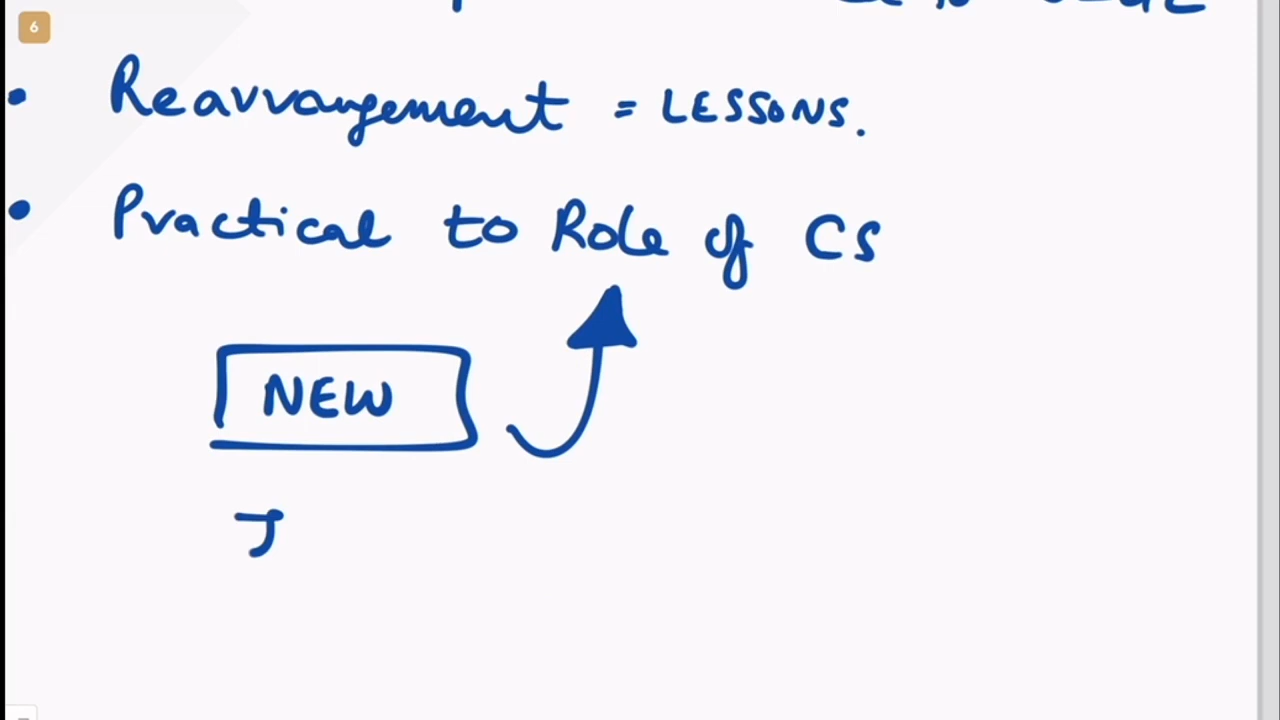 6
• Rearrangement = LESSONS.
• Practical to Role of CS
NEW
J